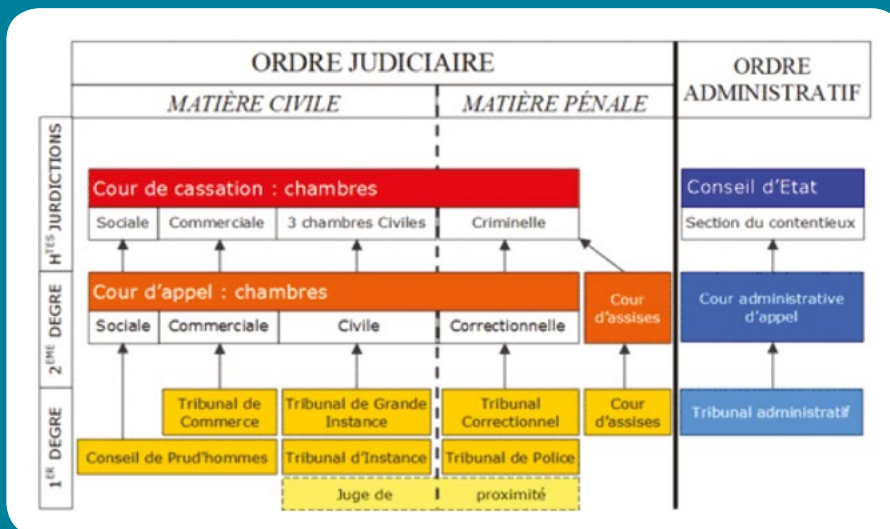 ORDRE JUDICIAIRE
ORDRE
ADMINISTRATIF
MATIÈRE CIVILE
MATIÈRE PÉNALE
HTES JURDICTIONS
Cour de cassation : chambres
Sociale
Commerciale
3 chambres Civiles
Criminelle
Conseil d'Etat
Section du contentieux
2EME DEGRE
Cour d'appel : chambres
Sociale
Commerciale
Civile
Correctionnelle
Cour
d'assises
Cour administrative
d'appel
1ER DEGRE
Tribunal de
Commerce
Tribunal de Grande
Instance
Tribunal
Correctionnel
Cour
d'assises
Tribunal administratif
Conseil de Prud'hommes
Tribunal d'Instance
Tribunal de Police
Juge de
proximité